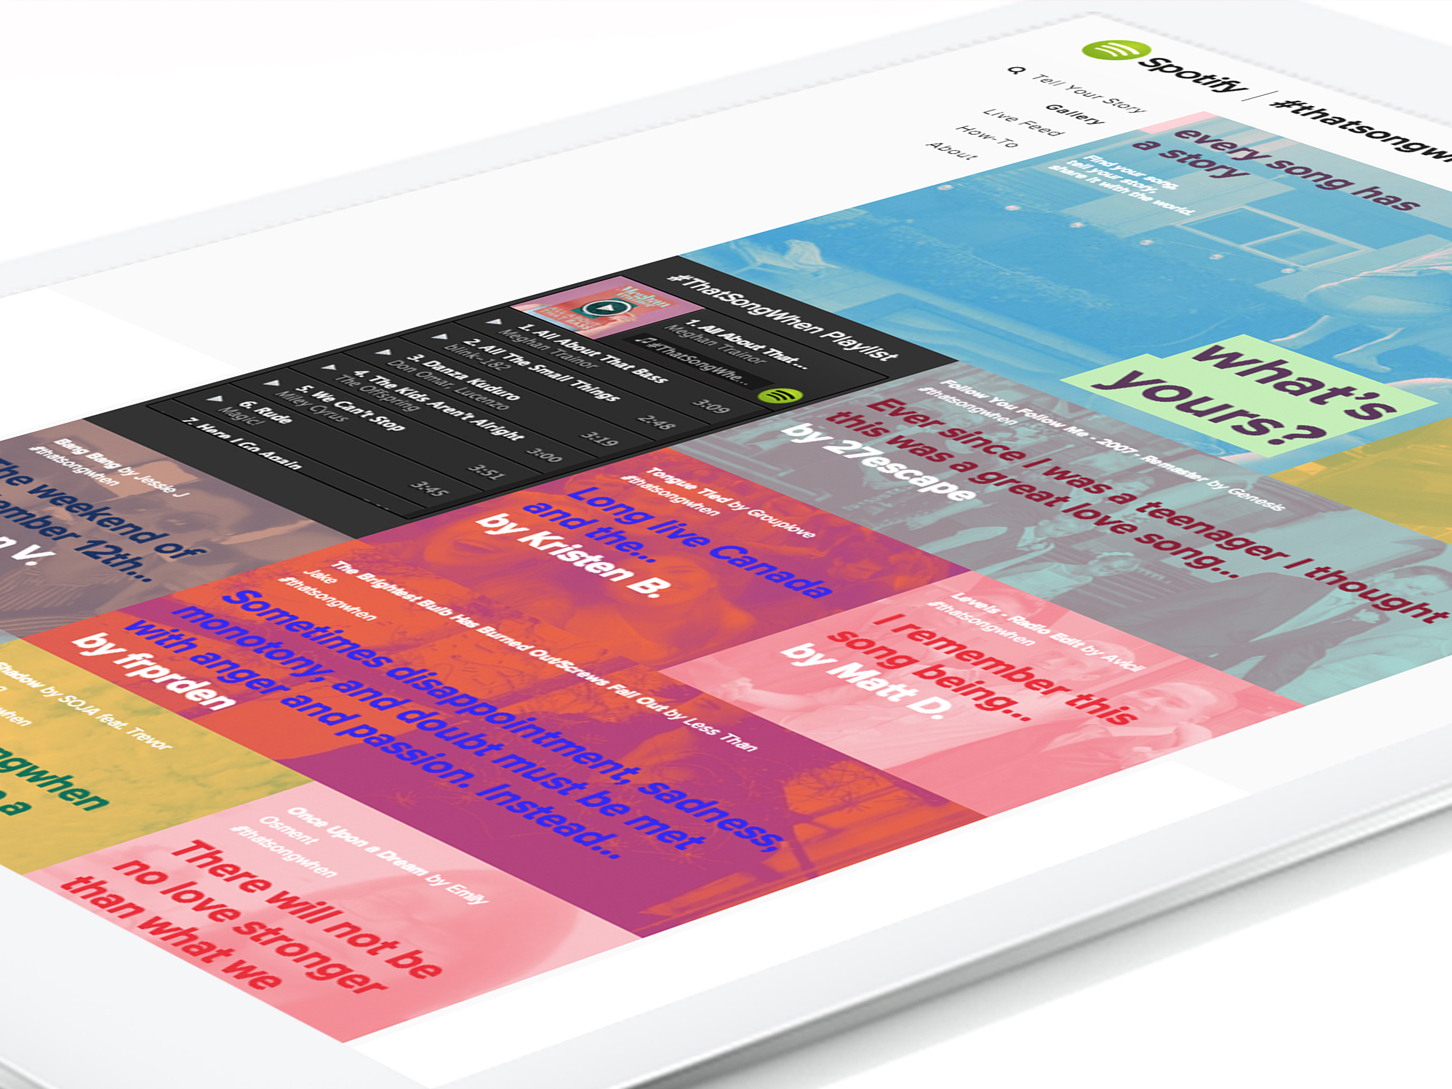 Spotify
#thatsongw
Tell Your Story
Gallery
Live Feed
How-To
About
every song has
a story
Find your song,
tell your story,
share it with the world.
What's
yours?
#ThatSongWhen Playlist
Meghan
1. All About That...
Meghan Trainor
#ThatSongWhe...
1. All About That Bass
Meghan Trainor
3:09
2. All The Small Things
blink-182
2:48
3. Danza Kuduro
Don Omar, Lucenzo
3:19
4. The Kids Aren't Alright
The Offspring
3:00
5. We Can't Stop
Miley Cyrus
3:51
6. Rude
Magic!
3:45
7. Here I Go Again
Follow You Follow Me - 2007 - Remaster by Genesis
#thatsongwhen
Ever since I was a teenager I thought
this was a great love song...
by 27escape
Tongue Tied by Grouplove
#thatsongwhen
Long live Canada
and the...
by Kristen B.
Levels - Radio Edit by Avicii
#thatsongwhen
I remember this
song being...
by Matt D.
Bang Bang by Jessie J
#thatsongwhen
the weekend of
ember 12th...
n V.
The Brightest Bulb Has Burned Out/Screws Fall Out by Less Than
Jake
#thatsongwhen
Sometimes disappointment, sadness,
monotony, and doubt must be met
with anger and passion. Instead...
by frprden
Shadow by SOJA feat. Trevor
when
ngwhen
a
Once Upon a Dream by Emily
Osment
#thatsongwhen
There will not be
no love stronger
than what we